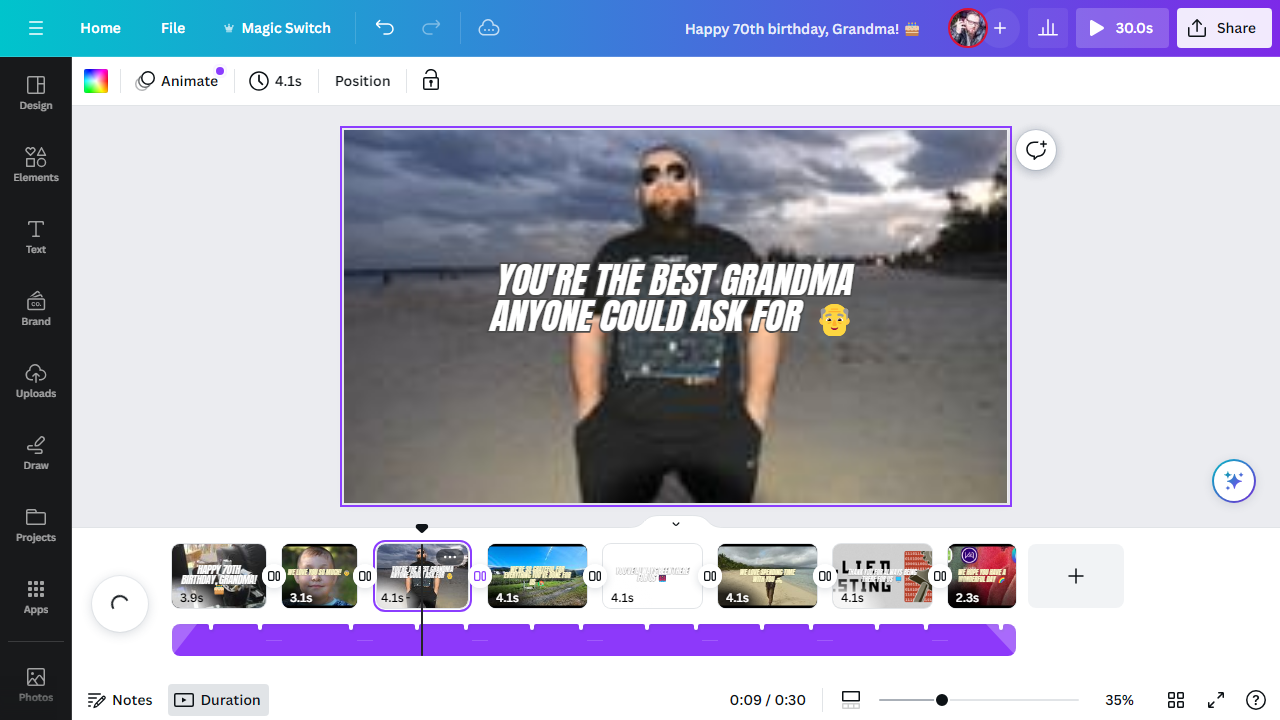 Home
File
Magic Switch
Happy 70th birthday, Grandma! 🎂
30.0s
Share
Animate
4.1s
Position
Design
Elements
Text
CO.
Brand
Uploads
Draw
Projects
Apps
Photos
YOU'RE THE BEST GRANDMA
ANYONE COULD ASK FOR 👴
HAPPY 70TH
BIRTHDAY, GRANDMA!
3.9s
WE LOVE YOU SO MUCH!
3.1s
YOU'RE THE BEST GRANDMA
ANYONE COULD ASK FOR
4.1s
4.1s
4.1s
WE LOVE SPENDING TIME
WITH YOU
4.1s
4.1s
WE HOPE YOU HAVE A
WONDERFUL DAY
2.3s
Notes
Duration
0:09 / 0:30
35%